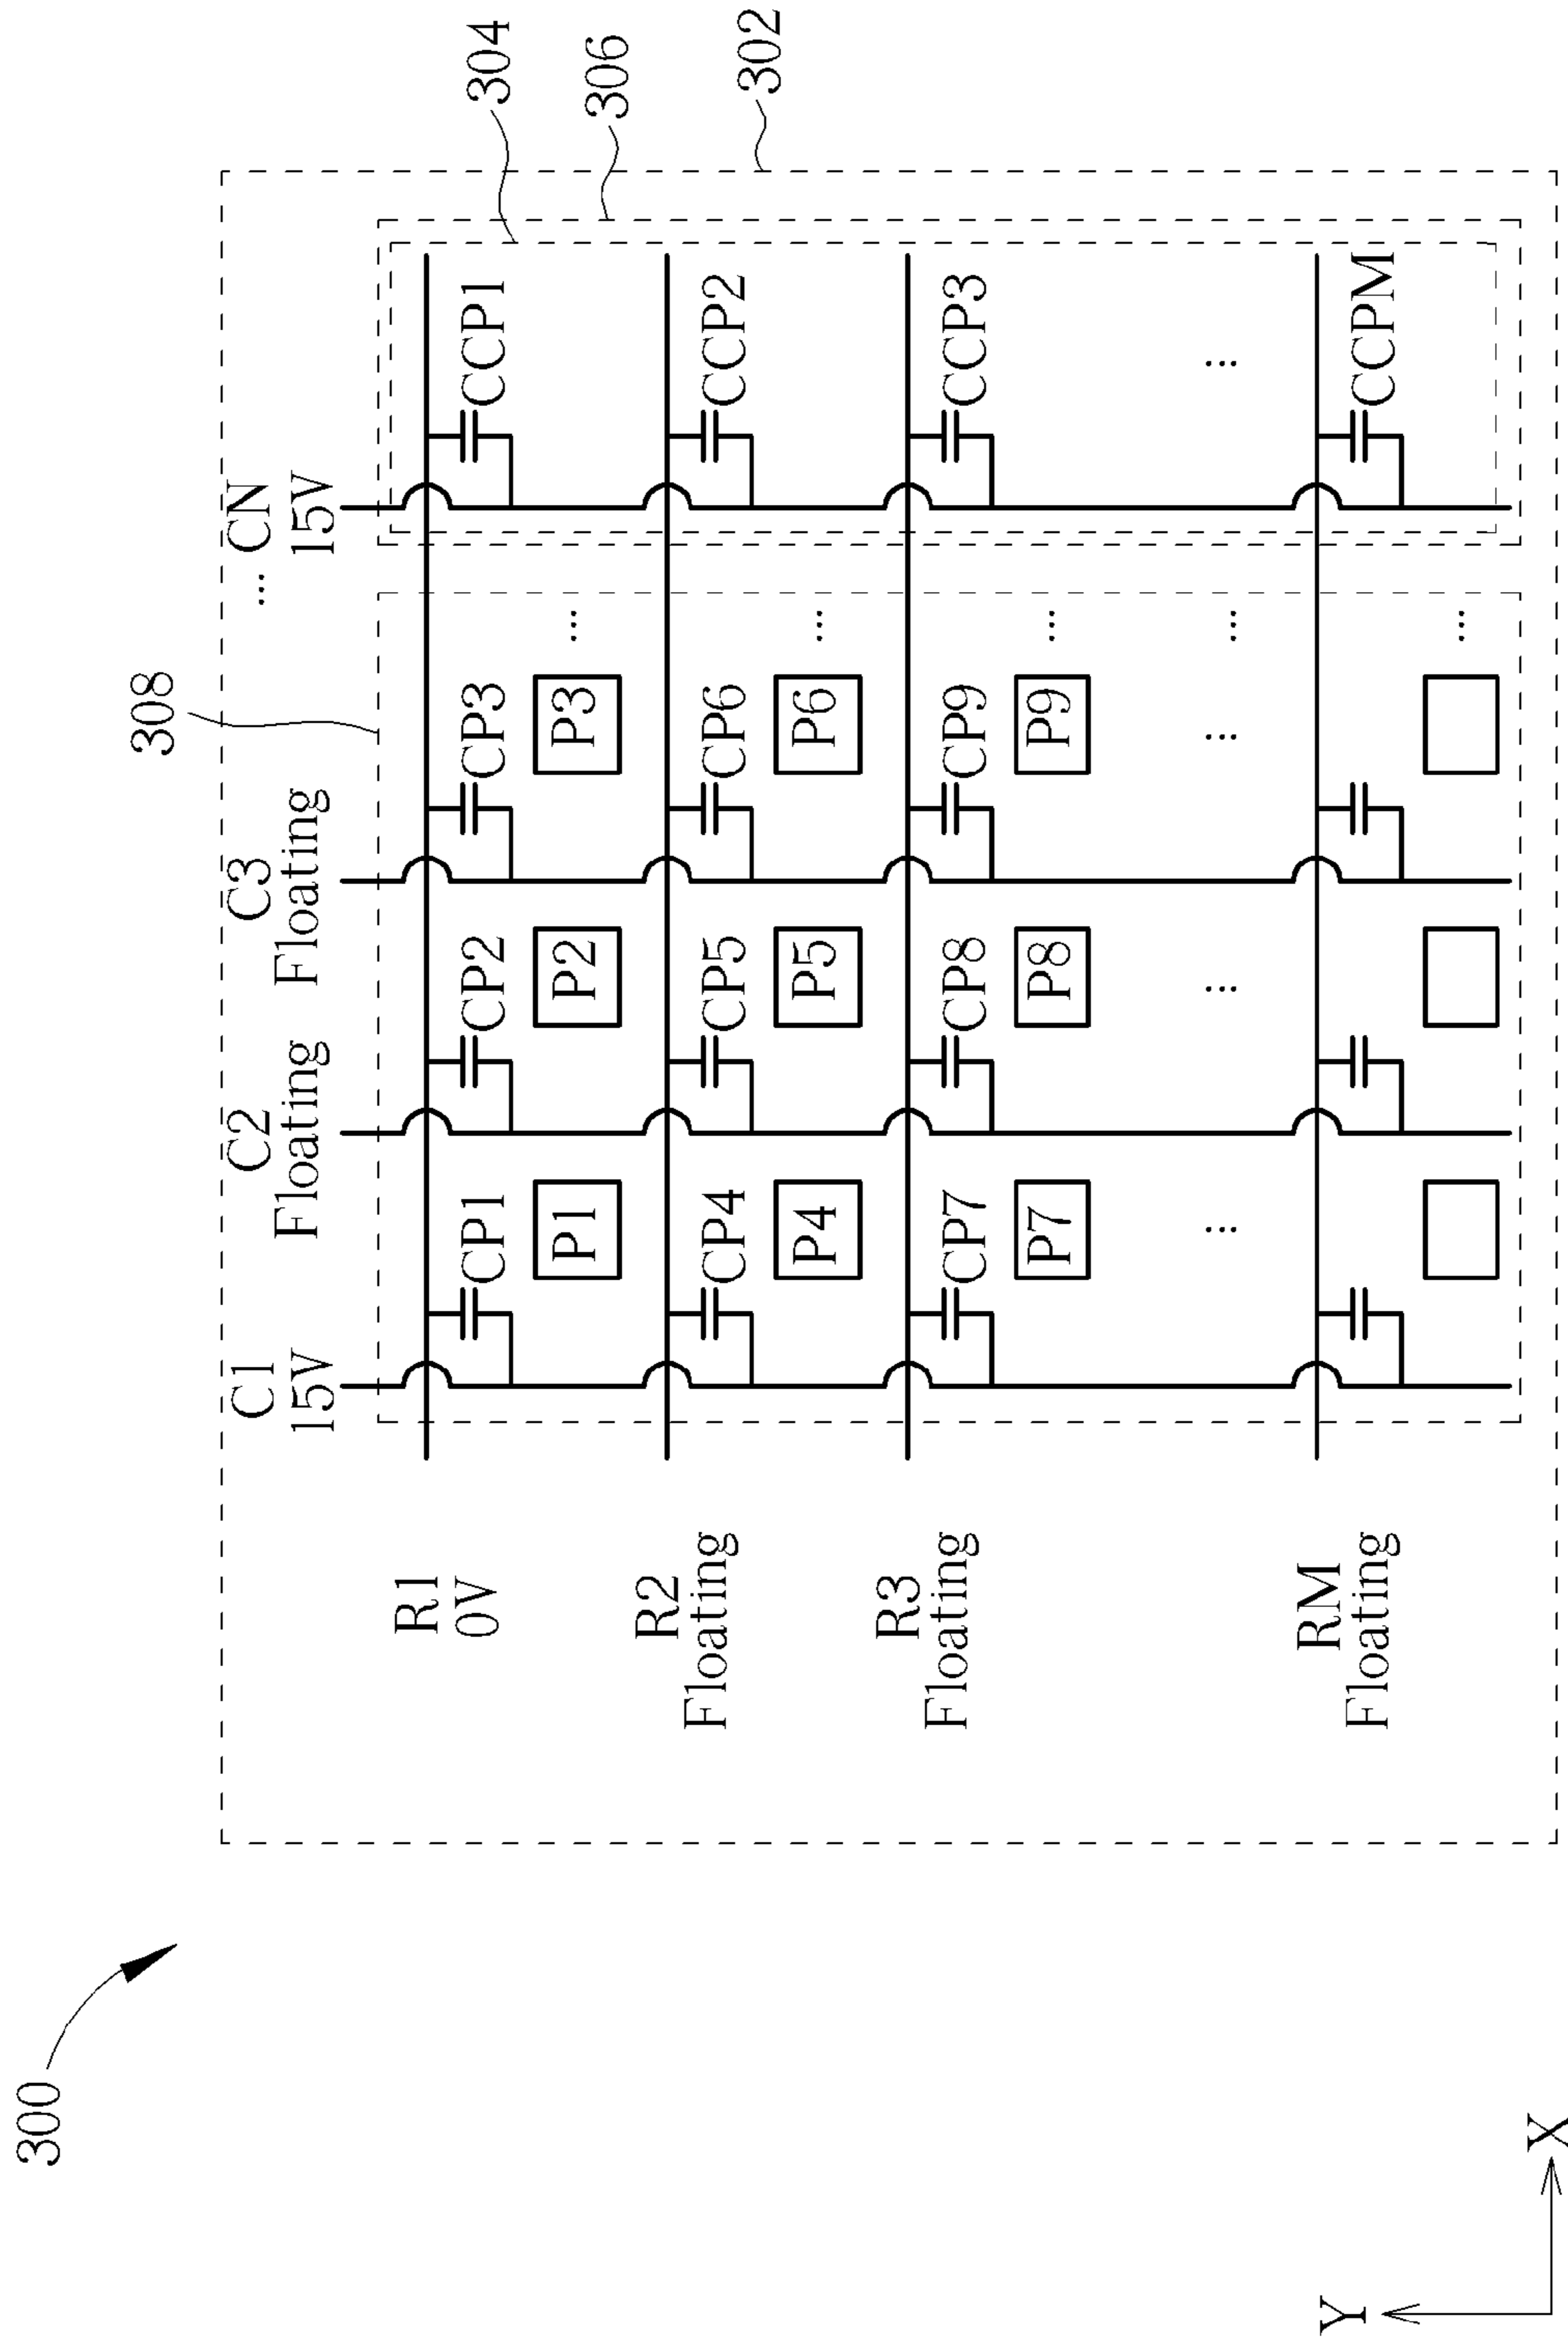 300
308
304
306
302
C1 C2 C3 ... CN
15V Floating Floating 15V
R1
0V
CP1 CP2 CP3 CCP1
P1 P2 P3 ...
R2
Floating
CP4 CP5 CP6 CCP2
P4 P5 P6 ...
R3
Floating
CP7 CP8 CP9 CCP3
P7 P8 P9 ...
... ... ... ... ...
RM
Floating
CCPM
...
Y
X